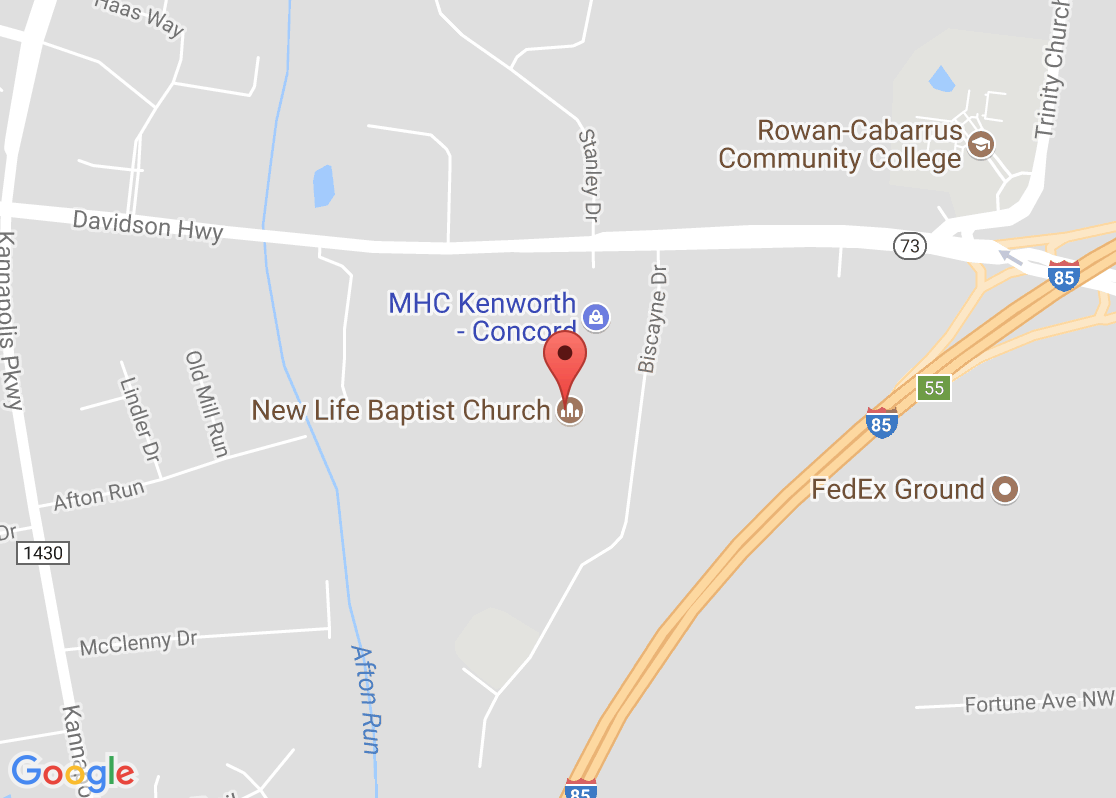 Haas Way
Trinity Church
Rowan-Cabarrus
Community College
Stanley Dr
Davidson Hwy
73
85
Kannapolis Pkwy
MHC Kenworth
- Concord
Biscayne Dr
55
85
New Life Baptist Church
Lindler Dr
Old Mill Run
FedEx Ground
Afton Run
Dr
1430
McClenny Dr
Afton Run
Fortune Ave NW
Google
85